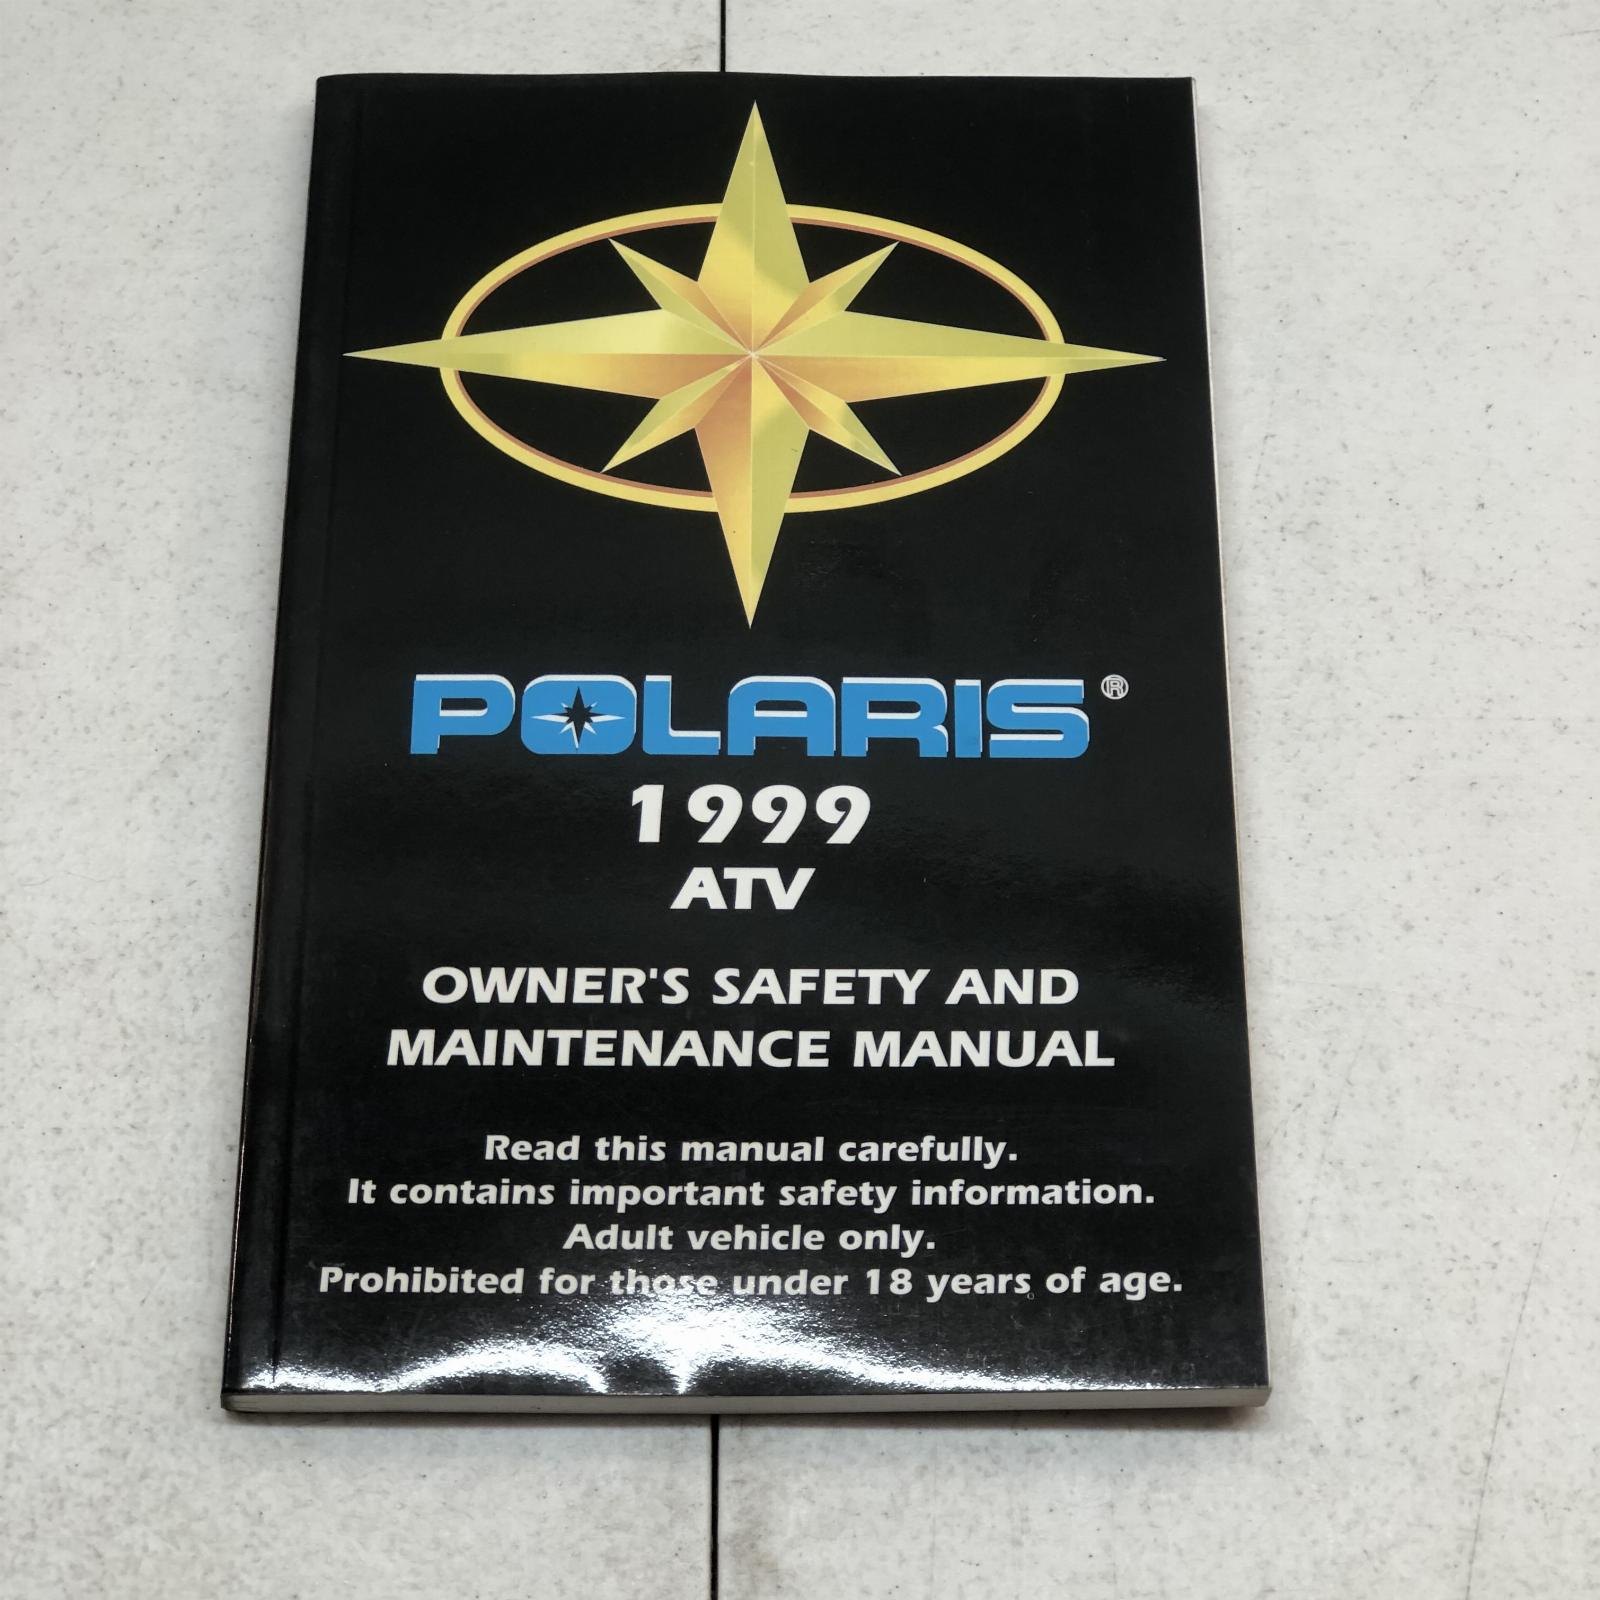 POLARIS®
1999
ATV
OWNER'S SAFETY AND
MAINTENANCE MANUAL
Read this manual carefully.
It contains important safety information.
Adult vehicle only.
Prohibited for those under 18 years of age.